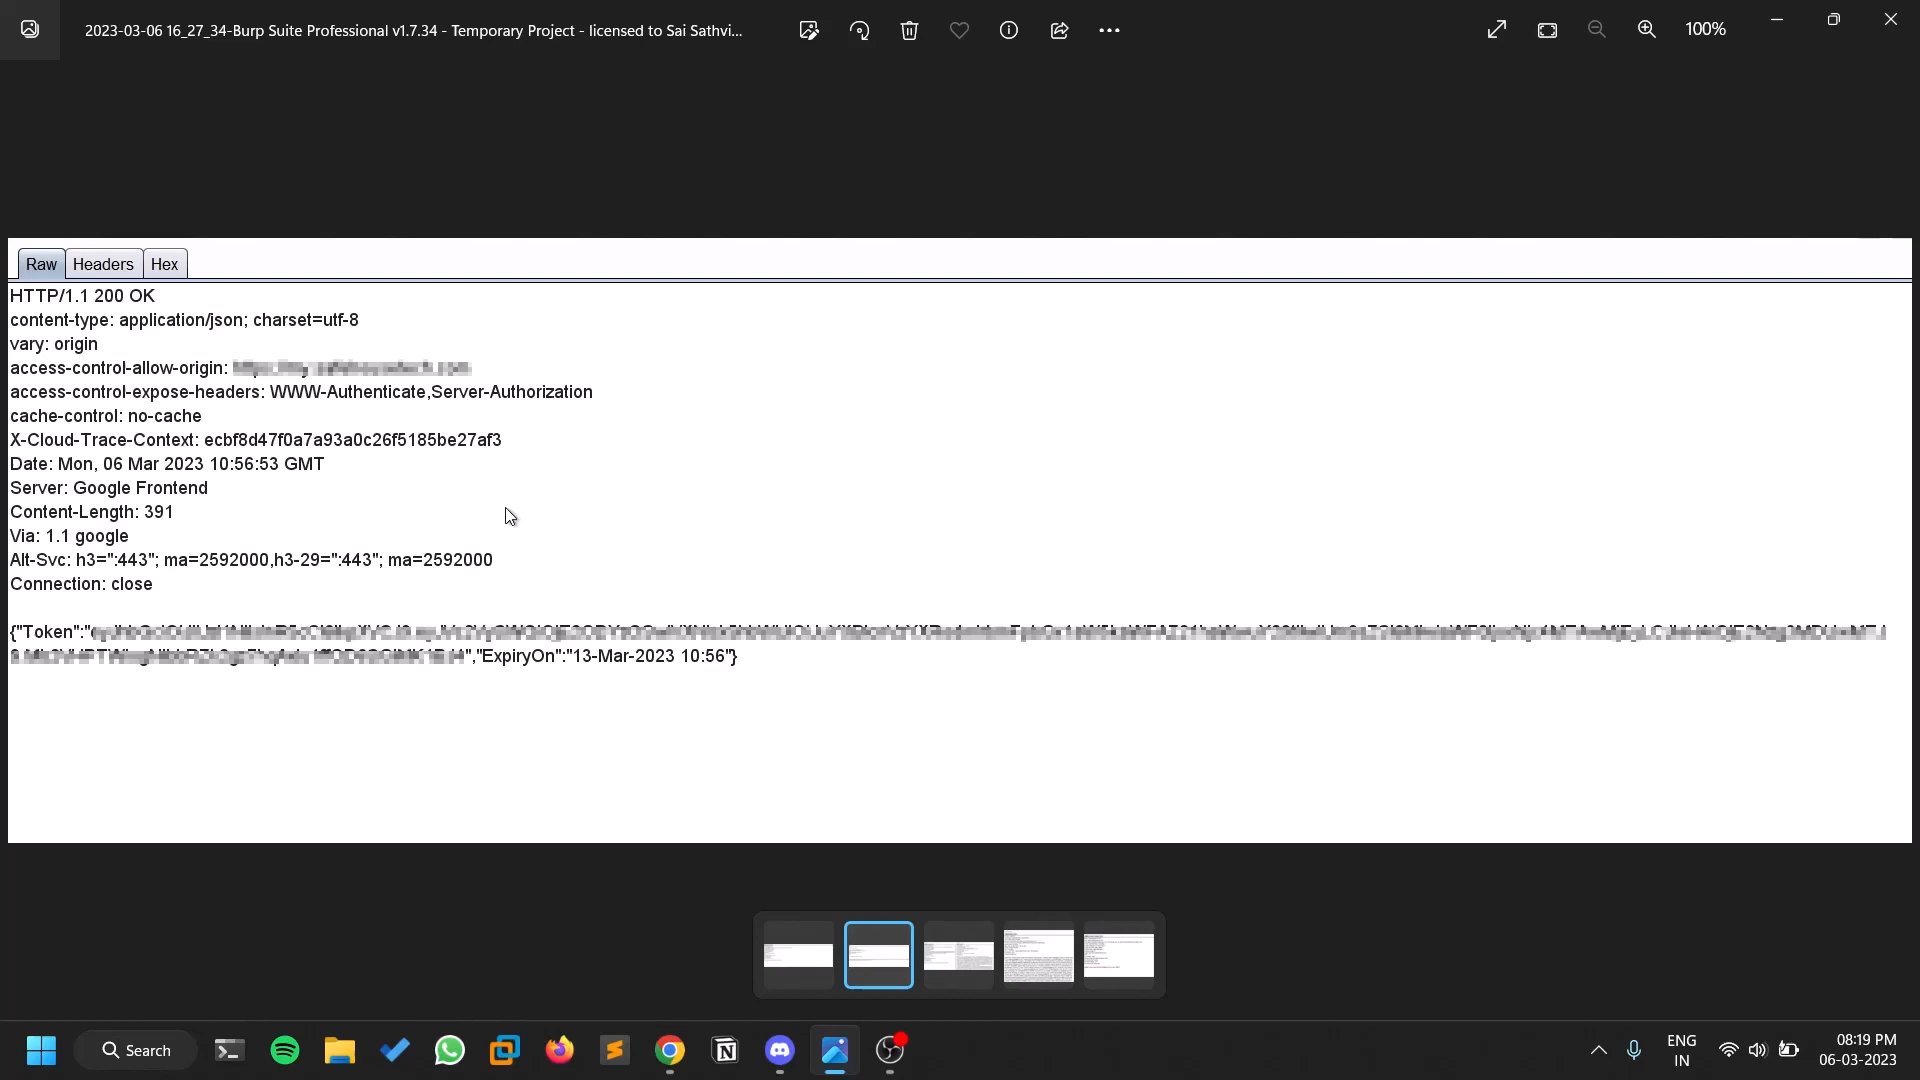 2023-03-06 16_27_34-Burp Suite Professional v1.7.34 - Temporary Project - licensed to Sai Sathvi...
100%
Raw Headers Hex
HTTP/1.1 200 OK
content-type: application/json; charset=utf-8
vary: origin
access-control-allow-origin:
access-control-expose-headers: WWW-Authenticate,Server-Authorization
cache-control: no-cache
X-Cloud-Trace-Context: ecbf8d47f0a7a93a0c26f5185be27af3
Date: Mon, 06 Mar 2023 10:56:53 GMT
Server: Google Frontend
Content-Length: 391
Via: 1.1 google
Alt-Svc: h3=":443"; ma=2592000,h3-29=":443"; ma=2592000
Connection: close
{"Token":"
","ExpiryOn":"13-Mar-2023 10:56"}
Search
ENG
IN
08:19 PM
06-03-2023